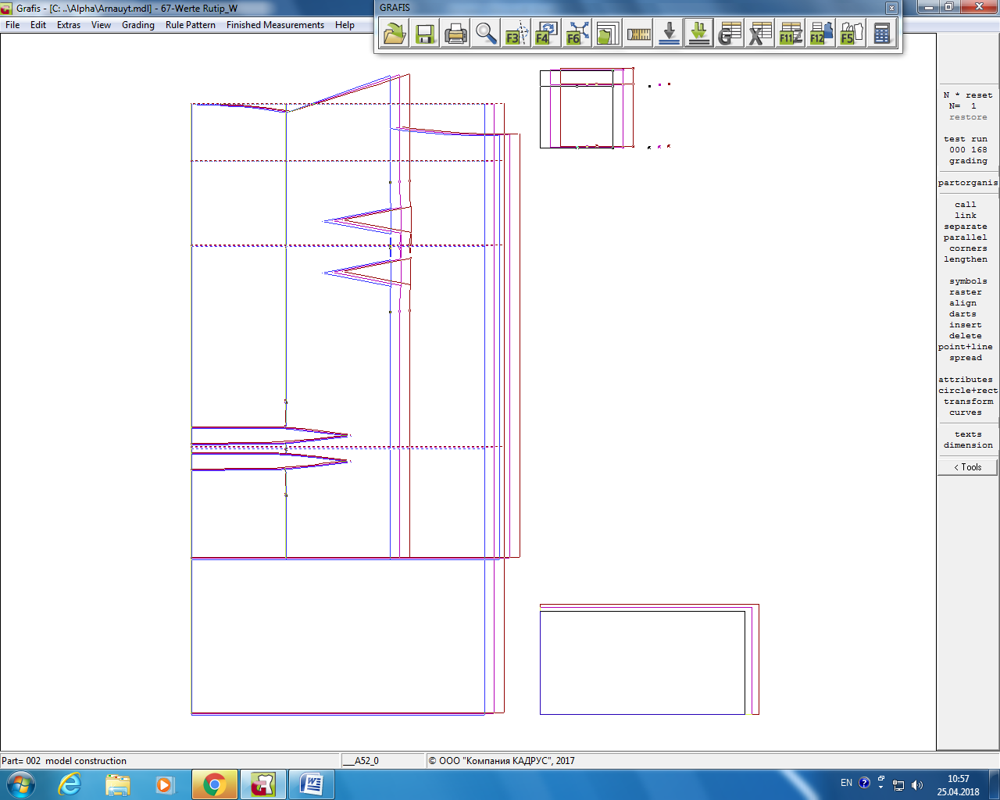 Grafis - [C: ..\Alpha\Arnauyt.mdl] - 67-Werte Rutip_W
GRAFIS
x
File Edit Extras View Grading Rule Pattern Finished Measurements Help
F3 F4 F6 G X F11 Z F12 F5
N * reset
N= 1
restore
test run
000 168
grading
partorganis
call
link
separate
parallel
corners
lengthen
symbols
raster
align
darts
insert
delete
point+line
spread
attributes
circle+rect
transform
curves
texts
dimension
< Tools
Part= 002 model construction
__A52_0
© ООО "Компания КАДРУС", 2017
EN
10:57
25.04.2018